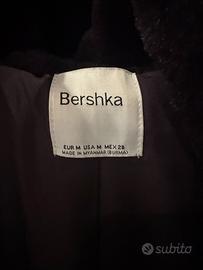 Bershka
EUR M USA M MEX 28
MADE IN MYANMAR (BURMA)
subito